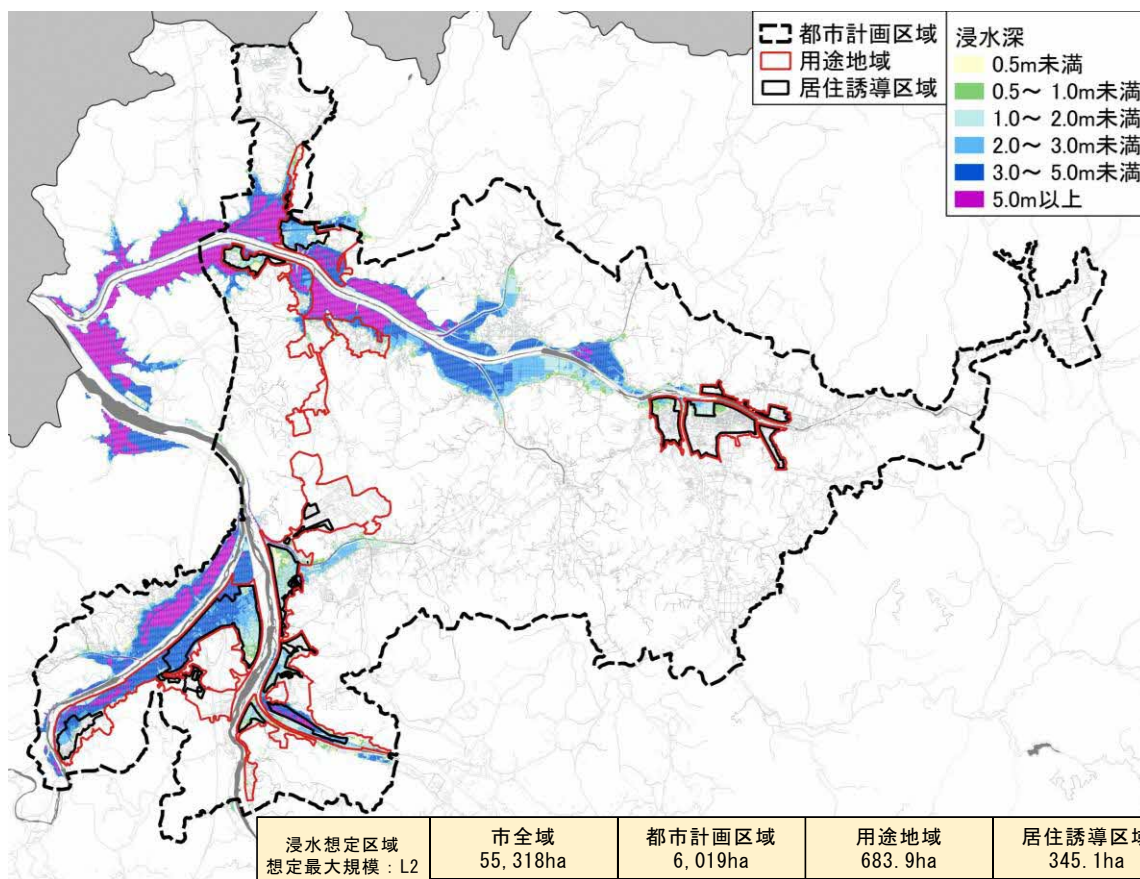 都市計画区域
用途地域
居住誘導区域
浸水深
0.5m未満
0.5～ 1.0m未満
1.0～ 2.0m未満
2.0～ 3.0m未満
3.0～ 5.0m未満
5.0m以上
浸水想定区域
想定最大規模：L2
市全域
55,318ha
都市計画区域
6,019ha
用途地域
683.9ha
居住誘導区域
345.1ha